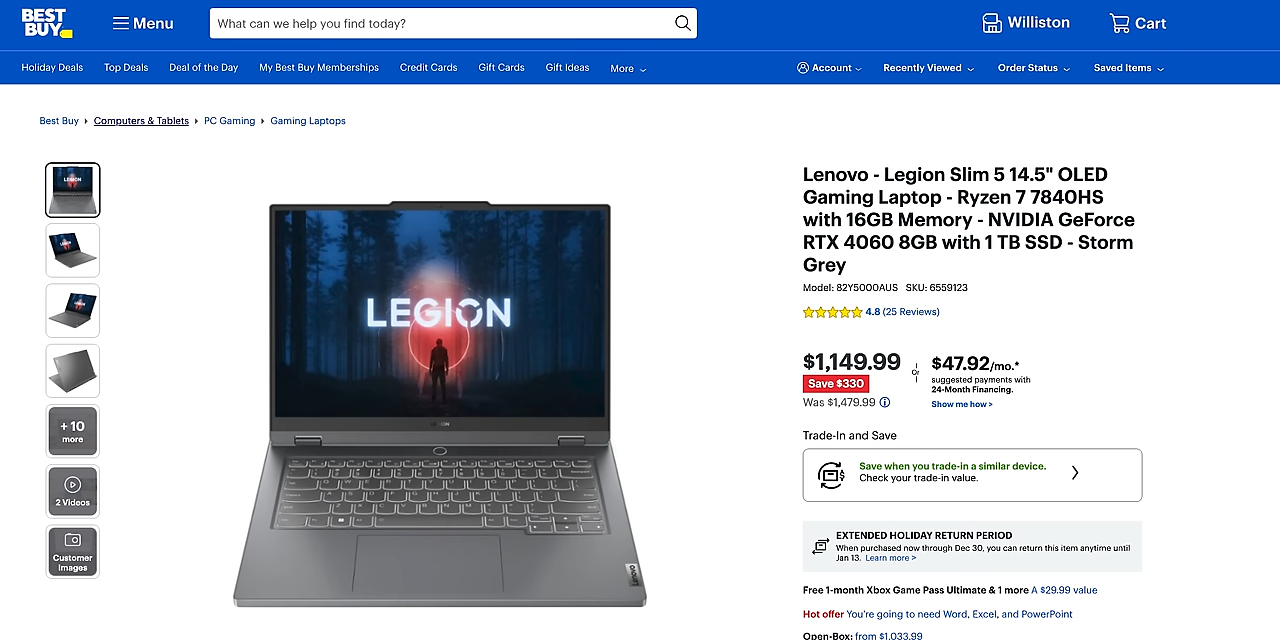 BEST BUY
Menu
What can we help you find today?
Williston
Cart
Holiday Deals
Top Deals
Deal of the Day
My Best Buy Memberships
Credit Cards
Gift Cards
Gift Ideas
More
Account
Recently Viewed
Order Status
Saved Items
Best Buy
Computers & Tablets
PC Gaming
Gaming Laptops
+10
more
2 Videos
Customer
Images
LEGION
Lenovo
Lenovo - Legion Slim 5 14.5" OLED
Gaming Laptop - Ryzen 7 7840HS
with 16GB Memory - NVIDIA GeForce
RTX 4060 8GB with 1 TB SSD - Storm
Grey
Model: 82Y5000AUS SKU: 6559123
4.8 (25 Reviews)
$1,149.99
Save $330
Was $1,479.99
Or
$47.92/mo.*
suggested payments with
24-Month Financing.
Show me how >
Trade-In and Save
Save when you trade-in a similar device.
Check your trade-in value.
EXTENDED HOLIDAY RETURN PERIOD
When purchased now through Dec 30, you can return this item anytime until
Jan 13. Learn more >
Free 1-month Xbox Game Pass Ultimate & 1 more A $29.99 value
Hot offer You're going to need Word, Excel, and PowerPoint
Open-Box: from $1,033.99